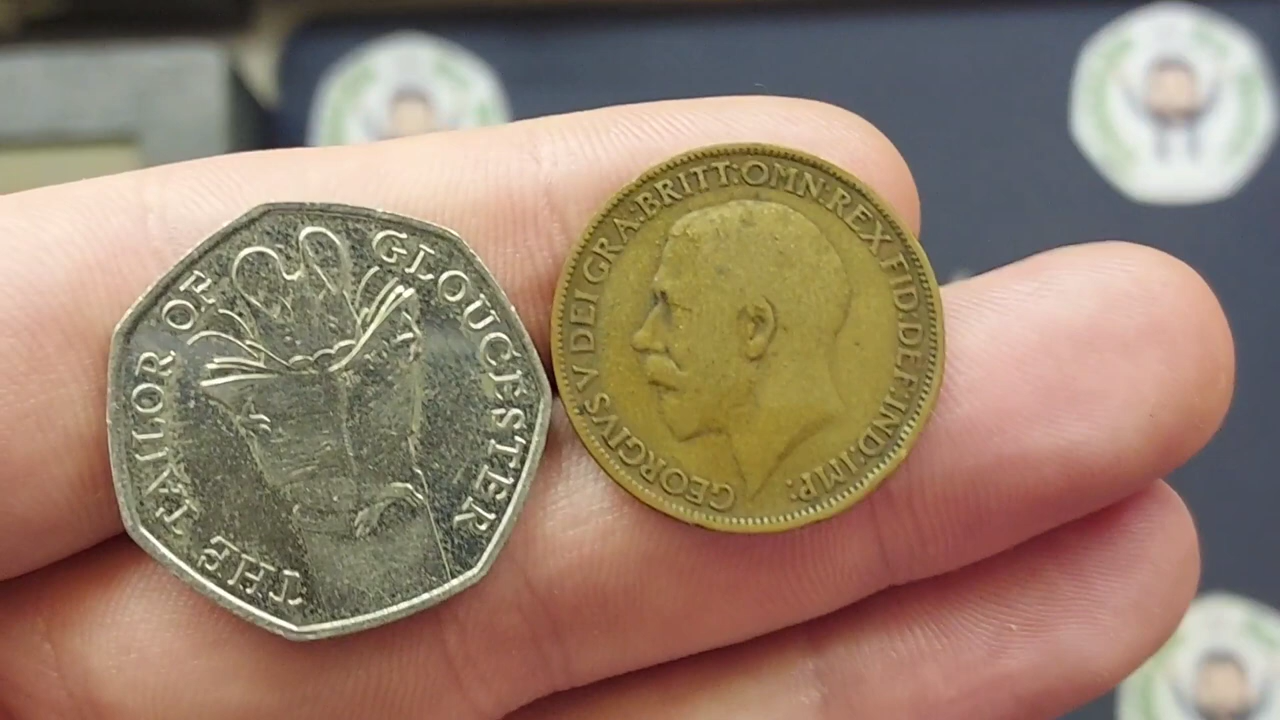 THE TAILOR OF GLOUCESTER
GEORGIVS V DEI GRA: BRITT: OMN: REX FID: DEF: IND: IMP: